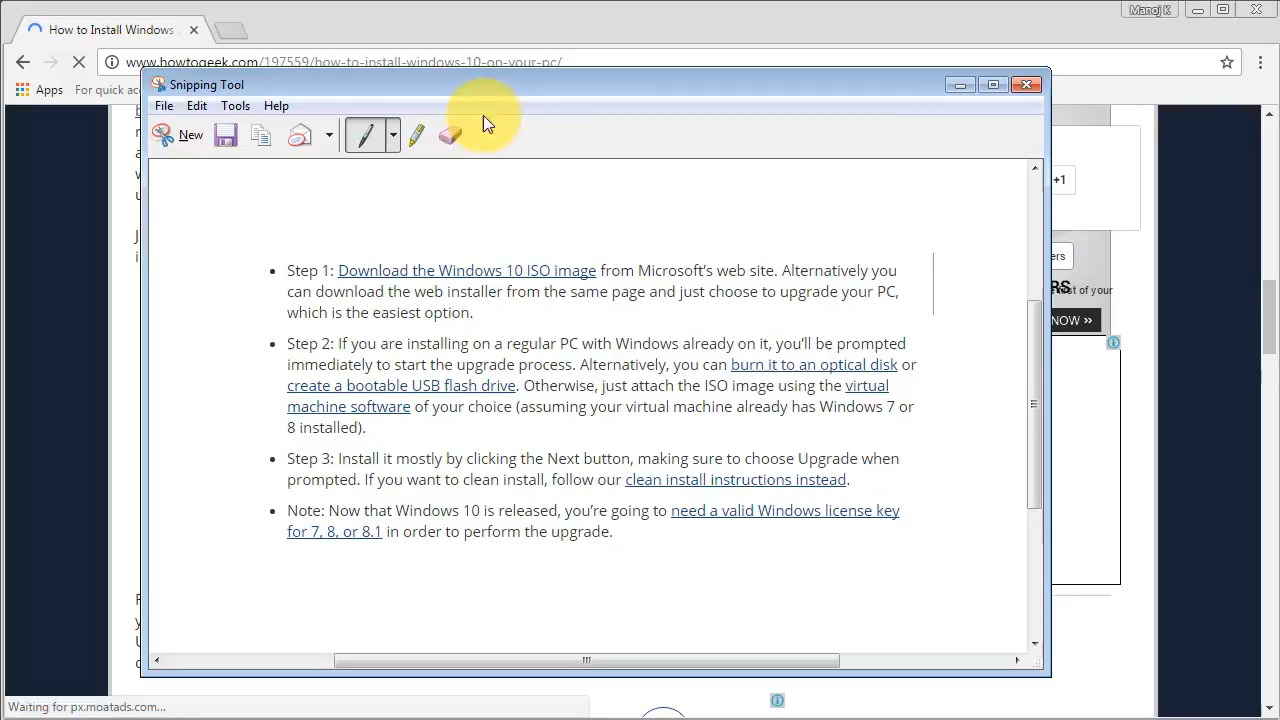 Manoj K
How to Install Windows
www.howtogeek.com/197559/how-to-install-windows-10-on-your-pc/
Apps For quick ac
Snipping Tool
File Edit Tools Help
New
+1
ers
RS
e first of your
NOW »
Step 1: Download the Windows 10 ISO image from Microsoft's web site. Alternatively you
can download the web installer from the same page and just choose to upgrade your PC,
which is the easiest option.
Step 2: If you are installing on a regular PC with Windows already on it, you'll be prompted
immediately to start the upgrade process. Alternatively, you can burn it to an optical disk or
create a bootable USB flash drive. Otherwise, just attach the ISO image using the virtual
machine software of your choice (assuming your virtual machine already has Windows 7 or
8 installed).
Step 3: Install it mostly by clicking the Next button, making sure to choose Upgrade when
prompted. If you want to clean install, follow our clean install instructions instead.
Note: Now that Windows 10 is released, you're going to need a valid Windows license key
for 7, 8, or 8.1 in order to perform the upgrade.
Waiting for px.moatads.com...